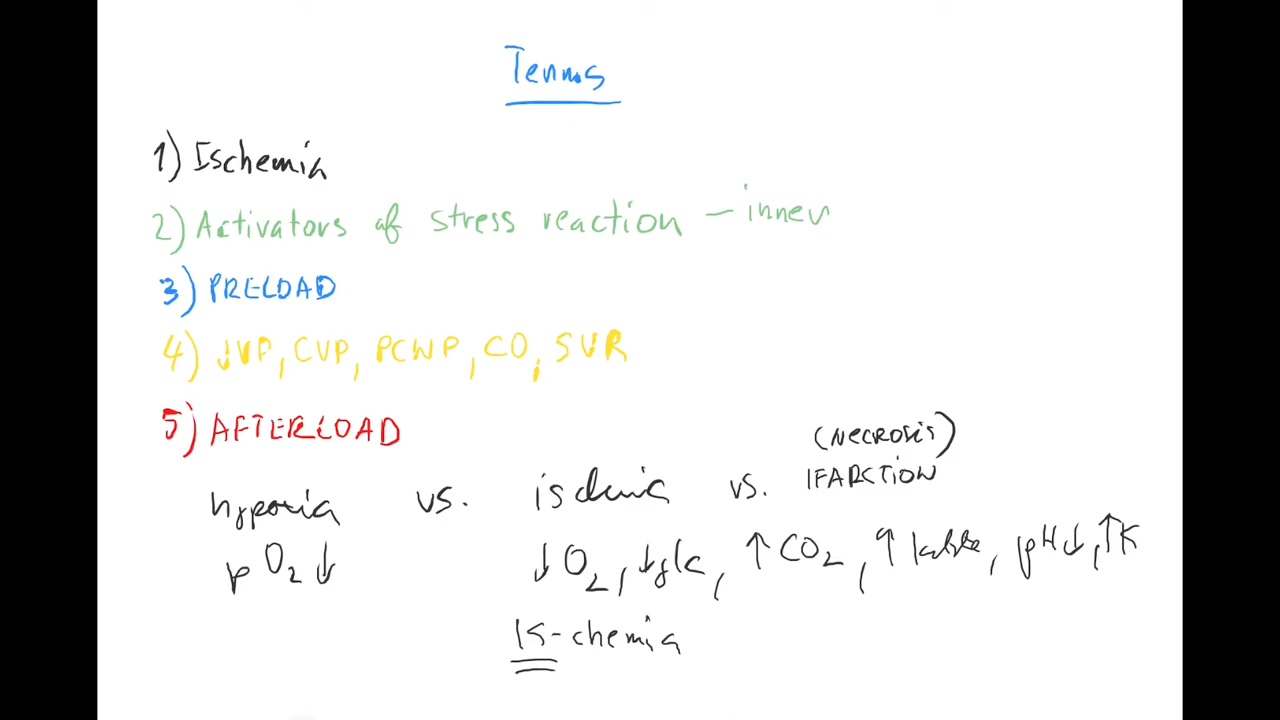 Terms
1) Ischemia
2) Activators of stress reaction – inner
3) PRELOAD
4) JVP, CVP, PCWP, CO, SVR
5) AFTERLOAD
(NECROSIS)
hypoxia vs. ischemia vs. IFARCTION
pO2↓ ↓O2, ↓glc, ↑CO2, ↑lactate, pH↓, ↑K
IS-chemia